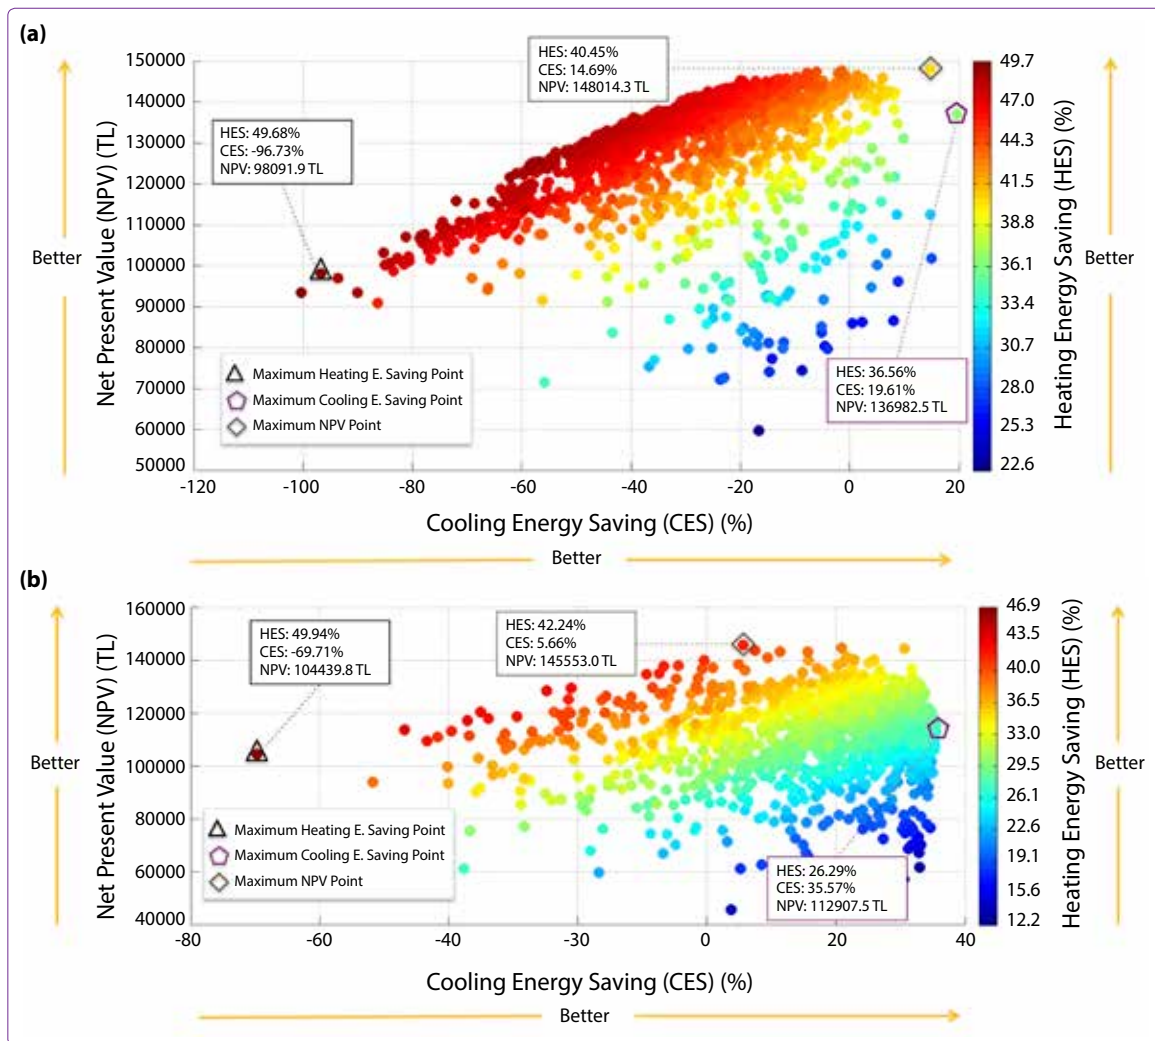 (a)
150000
140000
130000
120000
110000
100000
90000
80000
70000
60000
50000
Net Present Value (NPV) (TL)
Better
HES: 40.45%
CES: 14.69%
NPV: 148014.3 TL
HES: 49.68%
CES: -96.73%
NPV: 98091.9 TL
HES: 36.56%
CES: 19.61%
NPV: 136982.5 TL
Maximum Heating E. Saving Point
Maximum Cooling E. Saving Point
Maximum NPV Point
-120 -100 -80 -60 -40 -20 0 20
Cooling Energy Saving (CES) (%)
Better
49.7
47.0
44.3
41.5
38.8
36.1
33.4
30.7
28.0
25.3
22.6
Heating Energy Saving (HES) (%)
Better
(b)
160000
140000
120000
100000
80000
60000
40000
Net Present Value (NPV) (TL)
Better
HES: 49.94%
CES: -69.71%
NPV: 104439.8 TL
HES: 42.24%
CES: 5.66%
NPV: 145553.0 TL
HES: 26.29%
CES: 35.57%
NPV: 112907.5 TL
Maximum Heating E. Saving Point
Maximum Cooling E. Saving Point
Maximum NPV Point
-80 -60 -40 -30 0 20 40
Cooling Energy Saving (CES) (%)
Better
46.9
43.5
40.0
36.5
33.0
29.5
26.1
22.6
19.1
15.6
12.2
Heating Energy Saving (HES) (%)
Better